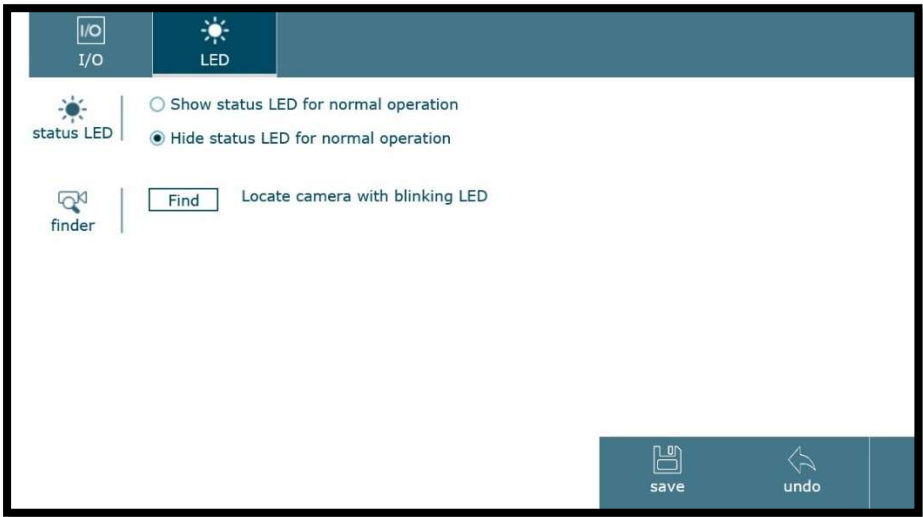 I/O
I/O
LED
status LED
Show status LED for normal operation
Hide status LED for normal operation
finder
Find
Locate camera with blinking LED
save
undo